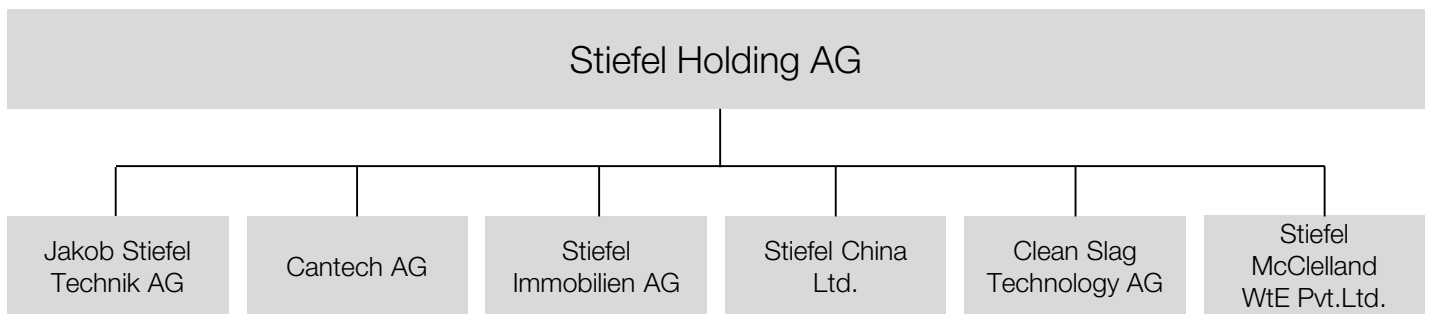 Stiefel Holding AG
Jakob Stiefel
Technik AG
Cantech AG
Stiefel
Immobilien AG
Stiefel China
Ltd.
Clean Slag
Technology AG
Stiefel
McClelland
WtE Pvt.Ltd.